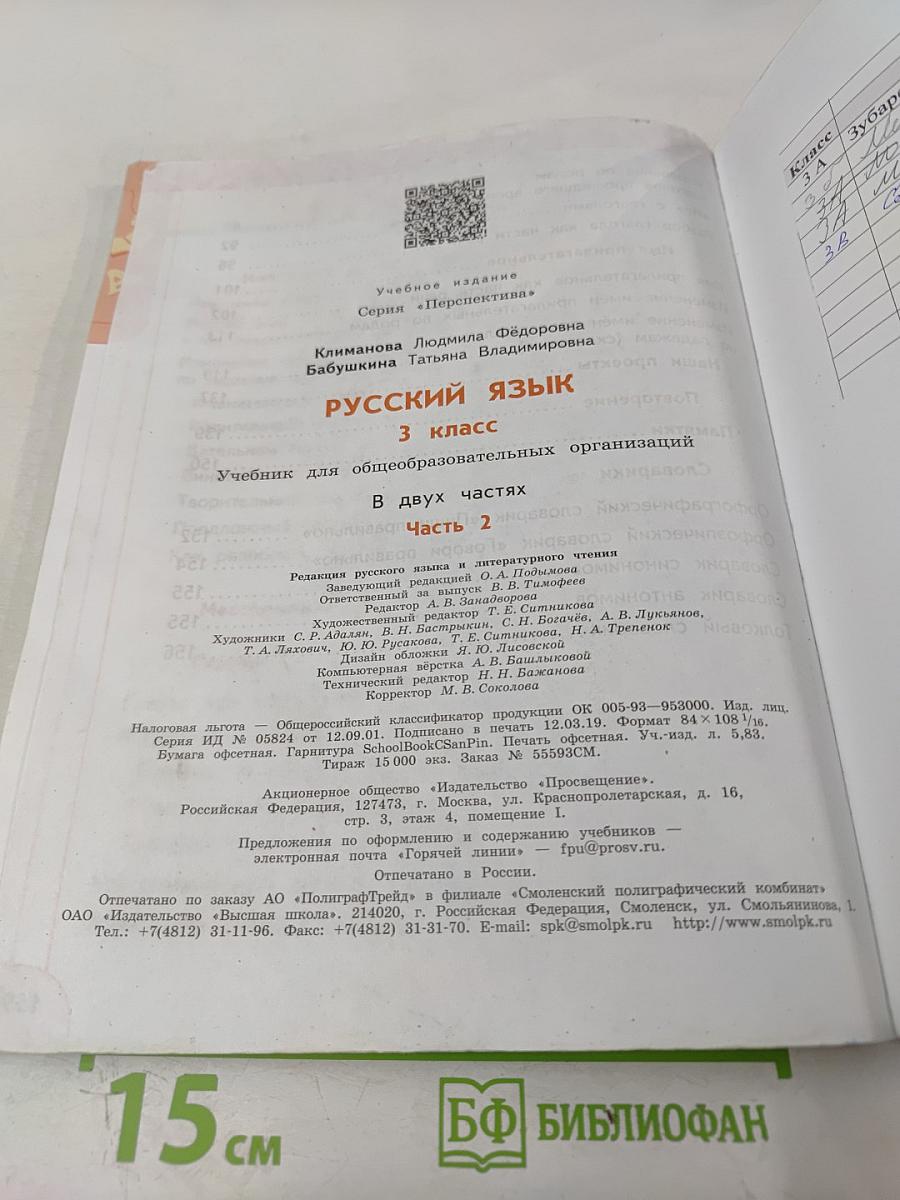 Учебное издание
Серия «Перспектива»
Климанова Людмила Фёдоровна
Бабушкина Татьяна Владимировна
РУССКИЙ ЯЗЫК
3 класс
Учебник для общеобразовательных организаций
В двух частях
Часть 2
Редакция русского языка и литературного чтения
Заведующий редакцией О. А. Подымова
Ответственный за выпуск В. В. Тимофеев
Редактор А. В. Занадворова
Художественный редактор Т. Е. Ситникова
Художники С. Р. Адалян, В. Н. Бастрыкин, С. Н. Богачёв, А. В. Лукьянов,
Т. А. Ляхович, Ю. Ю. Русакова, Т. Е. Ситникова, Н. А. Трепенок
Дизайн обложки Я. Ю. Лисовской
Компьютерная вёрстка А. В. Башлыковой
Технический редактор Н. Н. Бажанова
Корректор М. В. Соколова
Налоговая льгота — Общероссийский классификатор продукции ОК 005-93—953000. Изд. лиц.
Серия ИД № 05824 от 12.09.01. Подписано в печать 12.03.19. Формат 84×108 1/16.
Бумага офсетная. Гарнитура SchoolBookCSanPin. Печать офсетная. Уч.-изд. л. 5,83.
Тираж 15 000 экз. Заказ № 55593СМ.
Акционерное общество «Издательство «Просвещение».
Российская Федерация, 127473, г. Москва, ул. Краснопролетарская, д. 16,
стр. 3, этаж 4, помещение I.
Предложения по оформлению и содержанию учебников —
электронная почта «Горячей линии» — fpu@prosv.ru.
Отпечатано в России.
Отпечатано по заказу АО «ПолиграфТрейд» в филиале «Смоленский полиграфический комбинат»
ОАО «Издательство «Высшая школа». 214020, г. Российская Федерация, Смоленск, ул. Смольянинова, 1.
Тел.: +7(4812) 31-11-96. Факс: +7(4812) 31-31-70. E-mail: spk@smolpk.ru http://www.smolpk.ru
Класс
3 А Зубар
3А
3А
3 В
15 см
БФ БИБЛИОФАН